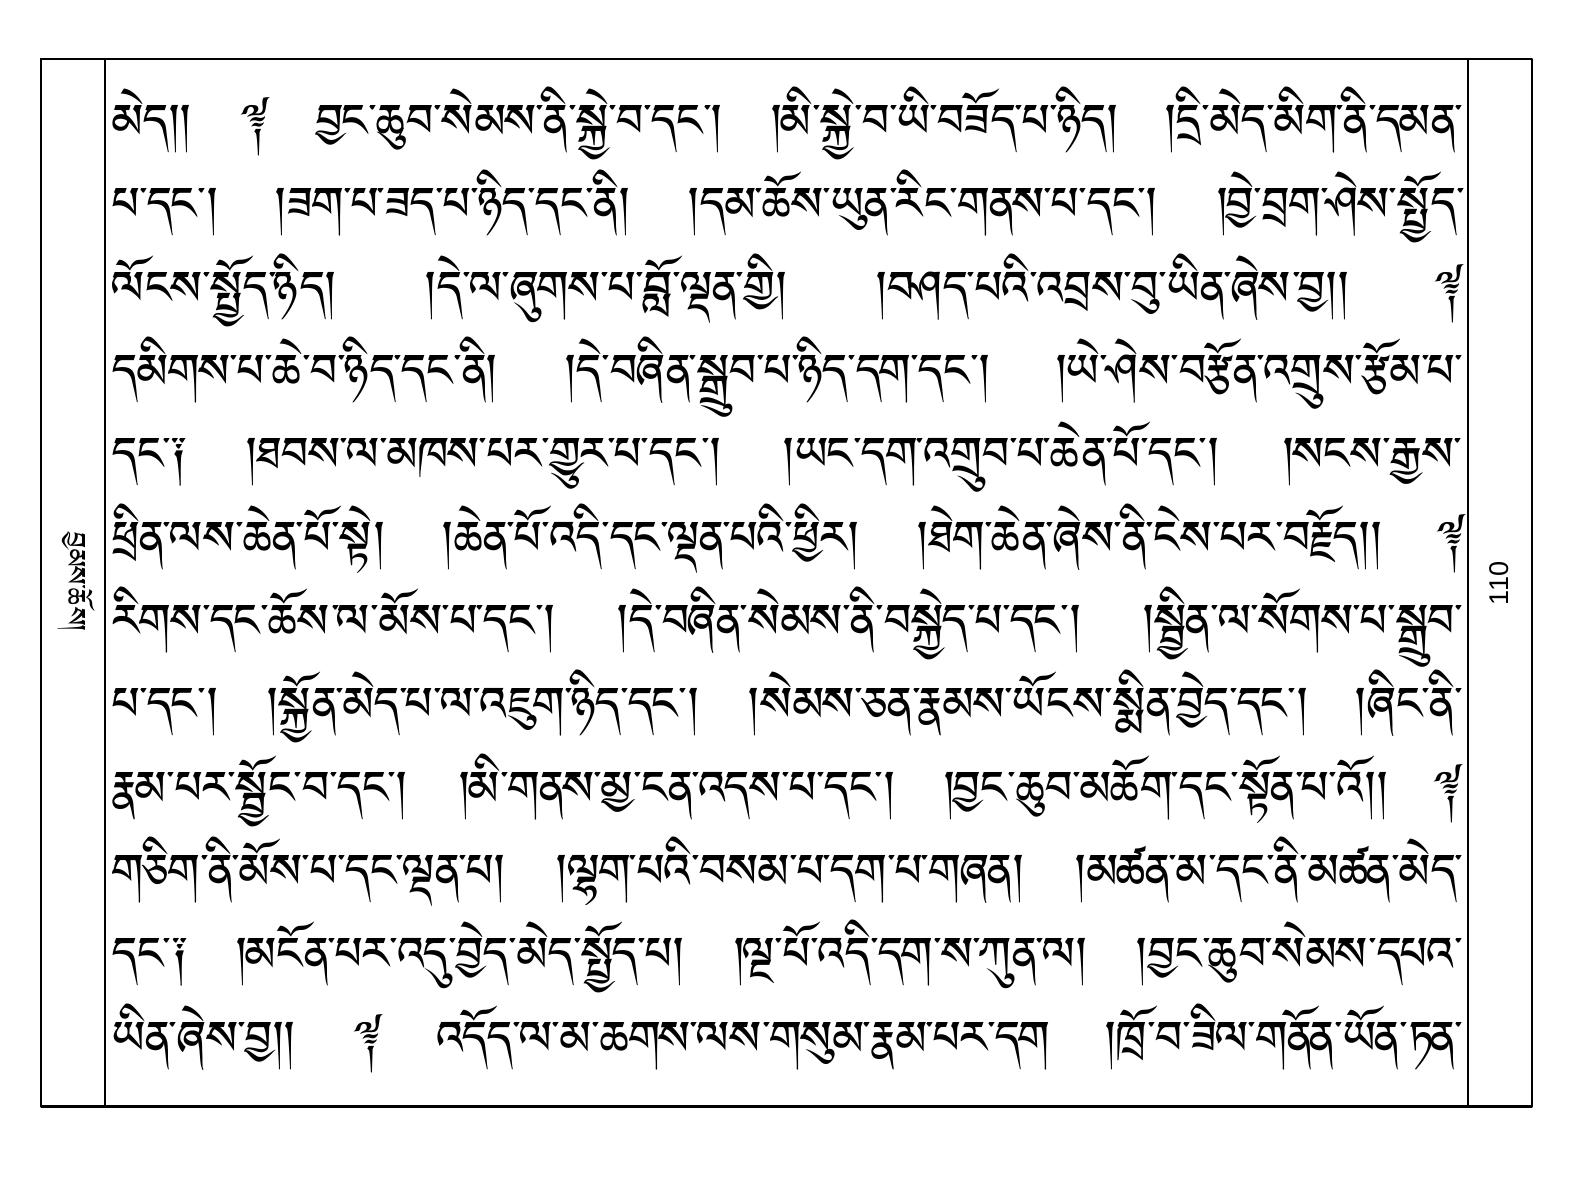 མེད།། ༈ བྱང་ཆུབ་སེམས་ནི་སྐྱེ་བ་དང་། །མི་སྐྱེ་བ་ཡི་བཟོད་པ་ཉིད། །དྲི་མེད་མིག་ནི་དམན་
པ་དང་། །ཟག་པ་ཟད་པ་ཉིད་དང་ནི། །དམ་ཆོས་ཡུན་རིང་གནས་པ་དང་། །བྱེ་བྲག་ཤེས་སྤྱོད་
ལོངས་སྤྱོད་ཉིད། །དེ་ལ་ཞུགས་པ་བློ་ལྡན་གྱི། །བཤད་པའི་འབྲས་བུ་ཡིན་ཞེས་བྱ།། ༈
དམིགས་པ་ཆེ་བ་ཉིད་དང་ནི། །དེ་བཞིན་སྒྲུབ་པ་ཉིད་དག་དང་། །ཡེ་ཤེས་བརྩོན་འགྲུས་རྩོམ་པ་
དང་༑ །ཐབས་ལ་མཁས་པར་གྱུར་པ་དང་། །ཡང་དག་འགྲུབ་པ་ཆེན་པོ་དང་། །སངས་རྒྱས་
ཕྲིན་ལས་ཆེན་པོ་སྟེ། །ཆེན་པོ་འདི་དང་ལྡན་པའི་ཕྱིར། །ཐེག་ཆེན་ཞེས་ནི་ངེས་པར་བརྗོད།། ༈
རིགས་དང་ཆོས་ལ་མོས་པ་དང་། །དེ་བཞིན་སེམས་ནི་བསྐྱེད་པ་དང་། །སྦྱིན་ལ་སོགས་པ་སྒྲུབ་
པ་དང་། །སྐྱོན་མེད་པ་ལ་འཇུག་ཉིད་དང་། །སེམས་ཅན་རྣམས་ཡོངས་སྨིན་བྱེད་དང་། །ཞིང་ནི་
རྣམ་པར་སྦྱོང་བ་དང་། །མི་གནས་མྱ་ངན་འདས་པ་དང་། །བྱང་ཆུབ་མཆོག་དང་སྟོན་པ་འོ།། ༈
གཅིག་ནི་མོས་པ་དང་ལྡན་པ། །ལྷག་པའི་བསམ་པ་དག་པ་གཞན། །མཚན་མ་དང་ནི་མཚན་མེད་
དང་༑ །མངོན་པར་འདུ་བྱེད་མེད་སྤྱོད་པ། །ལྔ་པོ་འདི་དག་ས་ཀུན་ལ། །བྱང་ཆུབ་སེམས་དཔའ་
ཡིན་ཞེས་བྱ།། ༈ འདོད་ལ་མ་ཆགས་ལས་གསུམ་རྣམ་པར་དག །ཁྲོ་བ་ཟིལ་གནོན་ཡོན་ཏན་
བྱམས་ཆོས།
110